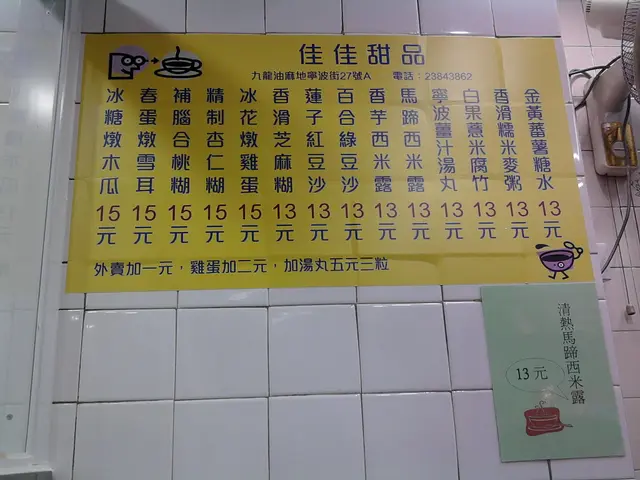 佳佳甜品
九龍油麻地寧波街27號A 電話：23843862
冰糖燉木瓜 15元
春蛋燉雪耳 15元
補腦合桃糊 15元
精制杏仁糊 15元
冰花燉雞蛋 15元
香滑芝麻糊 13元
蓮子紅豆沙 13元
百合綠豆沙 13元
香芋西米露 13元
馬蹄西米露 13元
寧波薑汁湯丸 13元
白果薏米腐竹 13元
香滑糯米麥粥 13元
金黃蕃薯糖水 13元
外賣加一元，雞蛋加二元，加湯丸五元三粒
清熱馬蹄西米露
13元